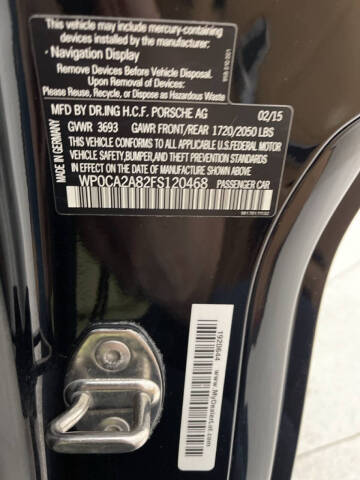 This vehicle may contain mercury-containing
devices installed by the manufacturer:
• Navigation Display
Remove Devices Before Vehicle Disposal.
Upon Removal of Devices:
Please Reuse, Recycle, or Dispose as Hazardous Waste
MFD BY DR.ING H.C.F. PORSCHE AG 02/15
GVWR 3693 GAWR FRONT/REAR 1720/2050 LBS
THIS VEHICLE CONFORMS TO ALL APPLICABLE U.S.FEDERAL MOTOR
VEHICLE SAFETY,BUMPER,AND THEFT PREVENTION STANDARDS IN
EFFECT ON THE DATE OF MANUFACTURE SHOWN ABOVE.
WP0CA2A82FS120468 PASSENGER CAR
MADE IN GERMANY
1920644